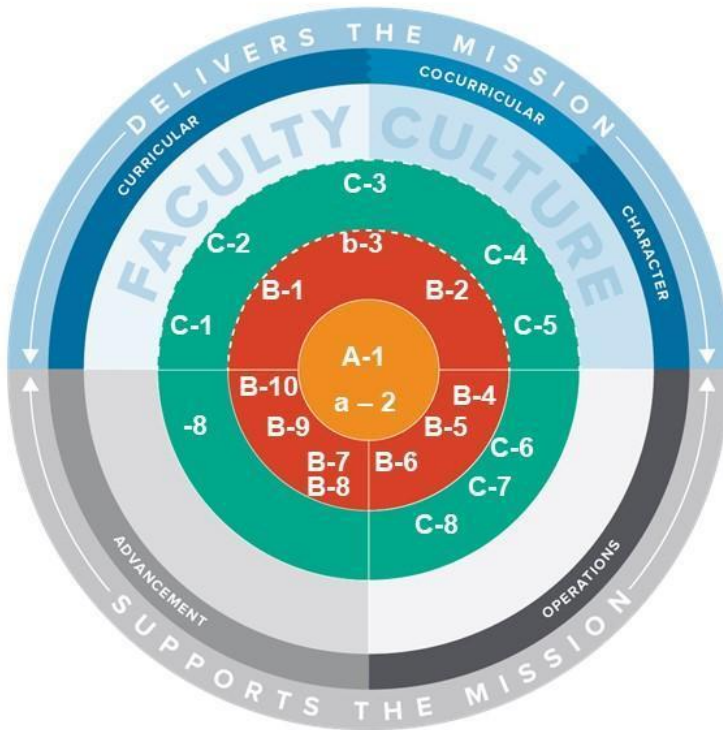 DELIVERS THE MISSION
COCURRICULAR
CURRICULAR
CHARACTER
FACULTY CULTURE
C-3
C-2
b-3
C-4
B-1
B-2
C-1
C-5
A-1
B-10
a – 2
B-4
-8
B-9
B-5
C-6
B-7
B-6
B-8
C-7
C-8
ADVANCEMENT
OPERATIONS
SUPPORTS THE MISSION